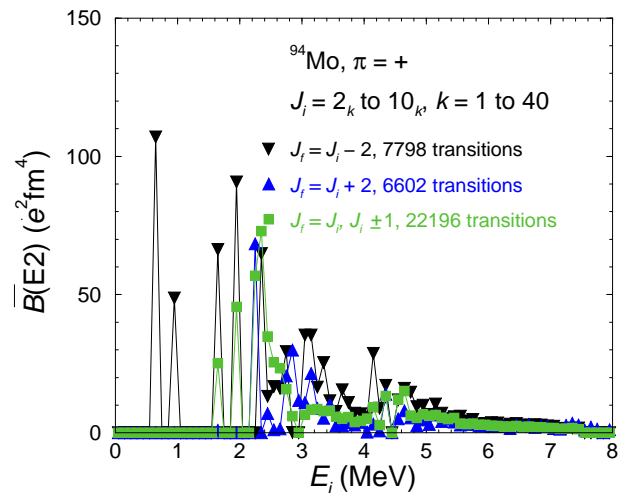 150
100
50
0
B(E2) (e²fm⁴)
⁹⁴Mo, π = +
Jᵢ = 2ₖ to 10ₖ, k = 1 to 40
J_f = Jᵢ − 2, 7798 transitions
J_f = Jᵢ + 2, 6602 transitions
J_f = Jᵢ, Jᵢ ±1, 22196 transitions
0 1 2 3 4 5 6 7 8
Eᵢ (MeV)